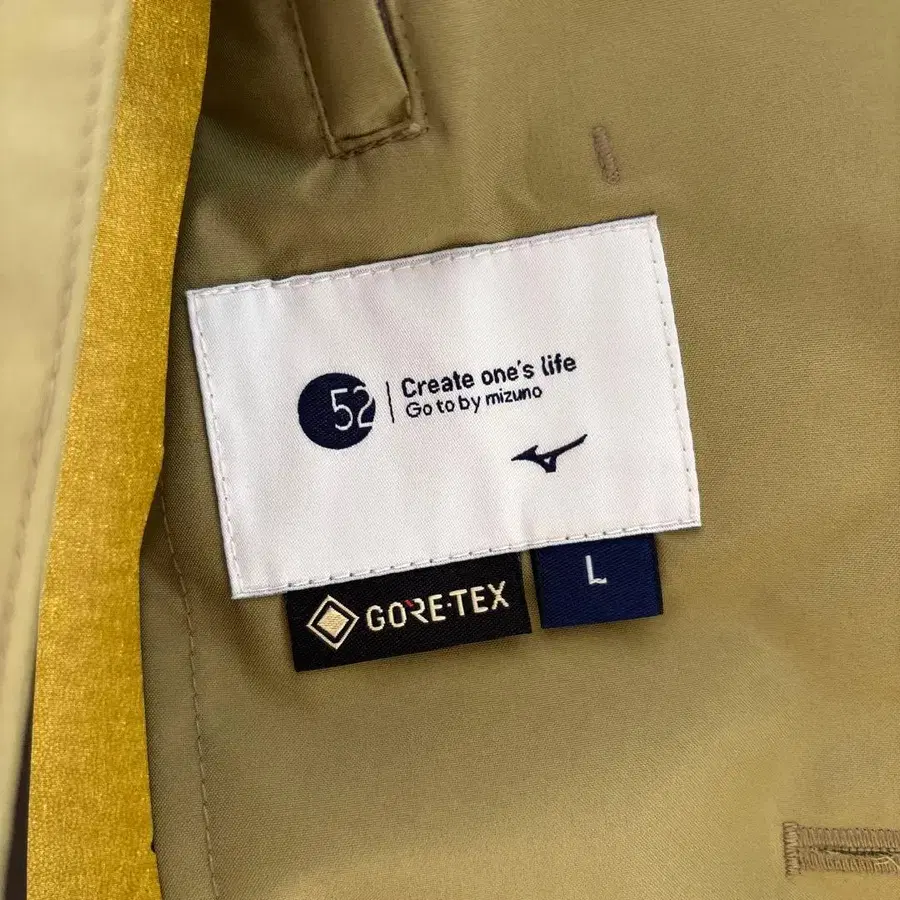 52
Create one's life
Go to by mizuno
GORE-TEX
L